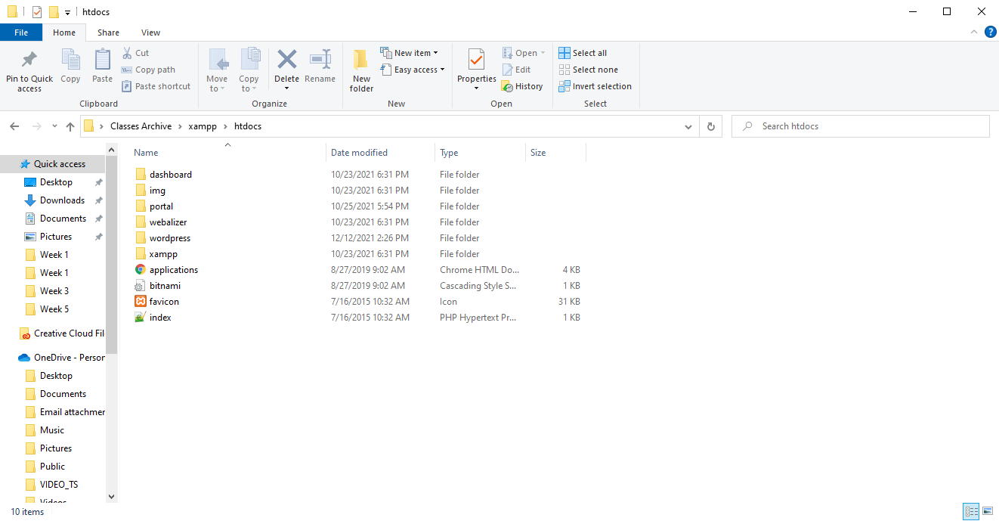 htdocs
File Home Share View
Pin to Quick access
Copy
Paste
Cut
Copy path
Paste shortcut
Clipboard
Move to
Copy to
Delete
Rename
Organize
New folder
New item
Easy access
New
Properties
Open
Edit
History
Open
Select all
Select none
Invert selection
Select
Classes Archive > xampp > htdocs
Search htdocs
Quick access
Desktop
Downloads
Documents
Pictures
Week 1
Week 1
Week 3
Week 5
Creative Cloud Fil
OneDrive - Person
Desktop
Documents
Email attachmer
Music
Pictures
Public
VIDEO_TS
Videos
Name Date modified Type Size
dashboard 10/23/2021 6:31 PM File folder
img 10/23/2021 6:31 PM File folder
portal 10/25/2021 5:54 PM File folder
webalizer 10/23/2021 6:31 PM File folder
wordpress 12/12/2021 2:26 PM File folder
xampp 10/23/2021 6:31 PM File folder
applications 8/27/2019 9:02 AM Chrome HTML Do... 4 KB
bitnami 8/27/2019 9:02 AM Cascading Style S... 1 KB
favicon 7/16/2015 10:32 AM Icon 31 KB
index 7/16/2015 10:32 AM PHP Hypertext Pr... 1 KB
10 items